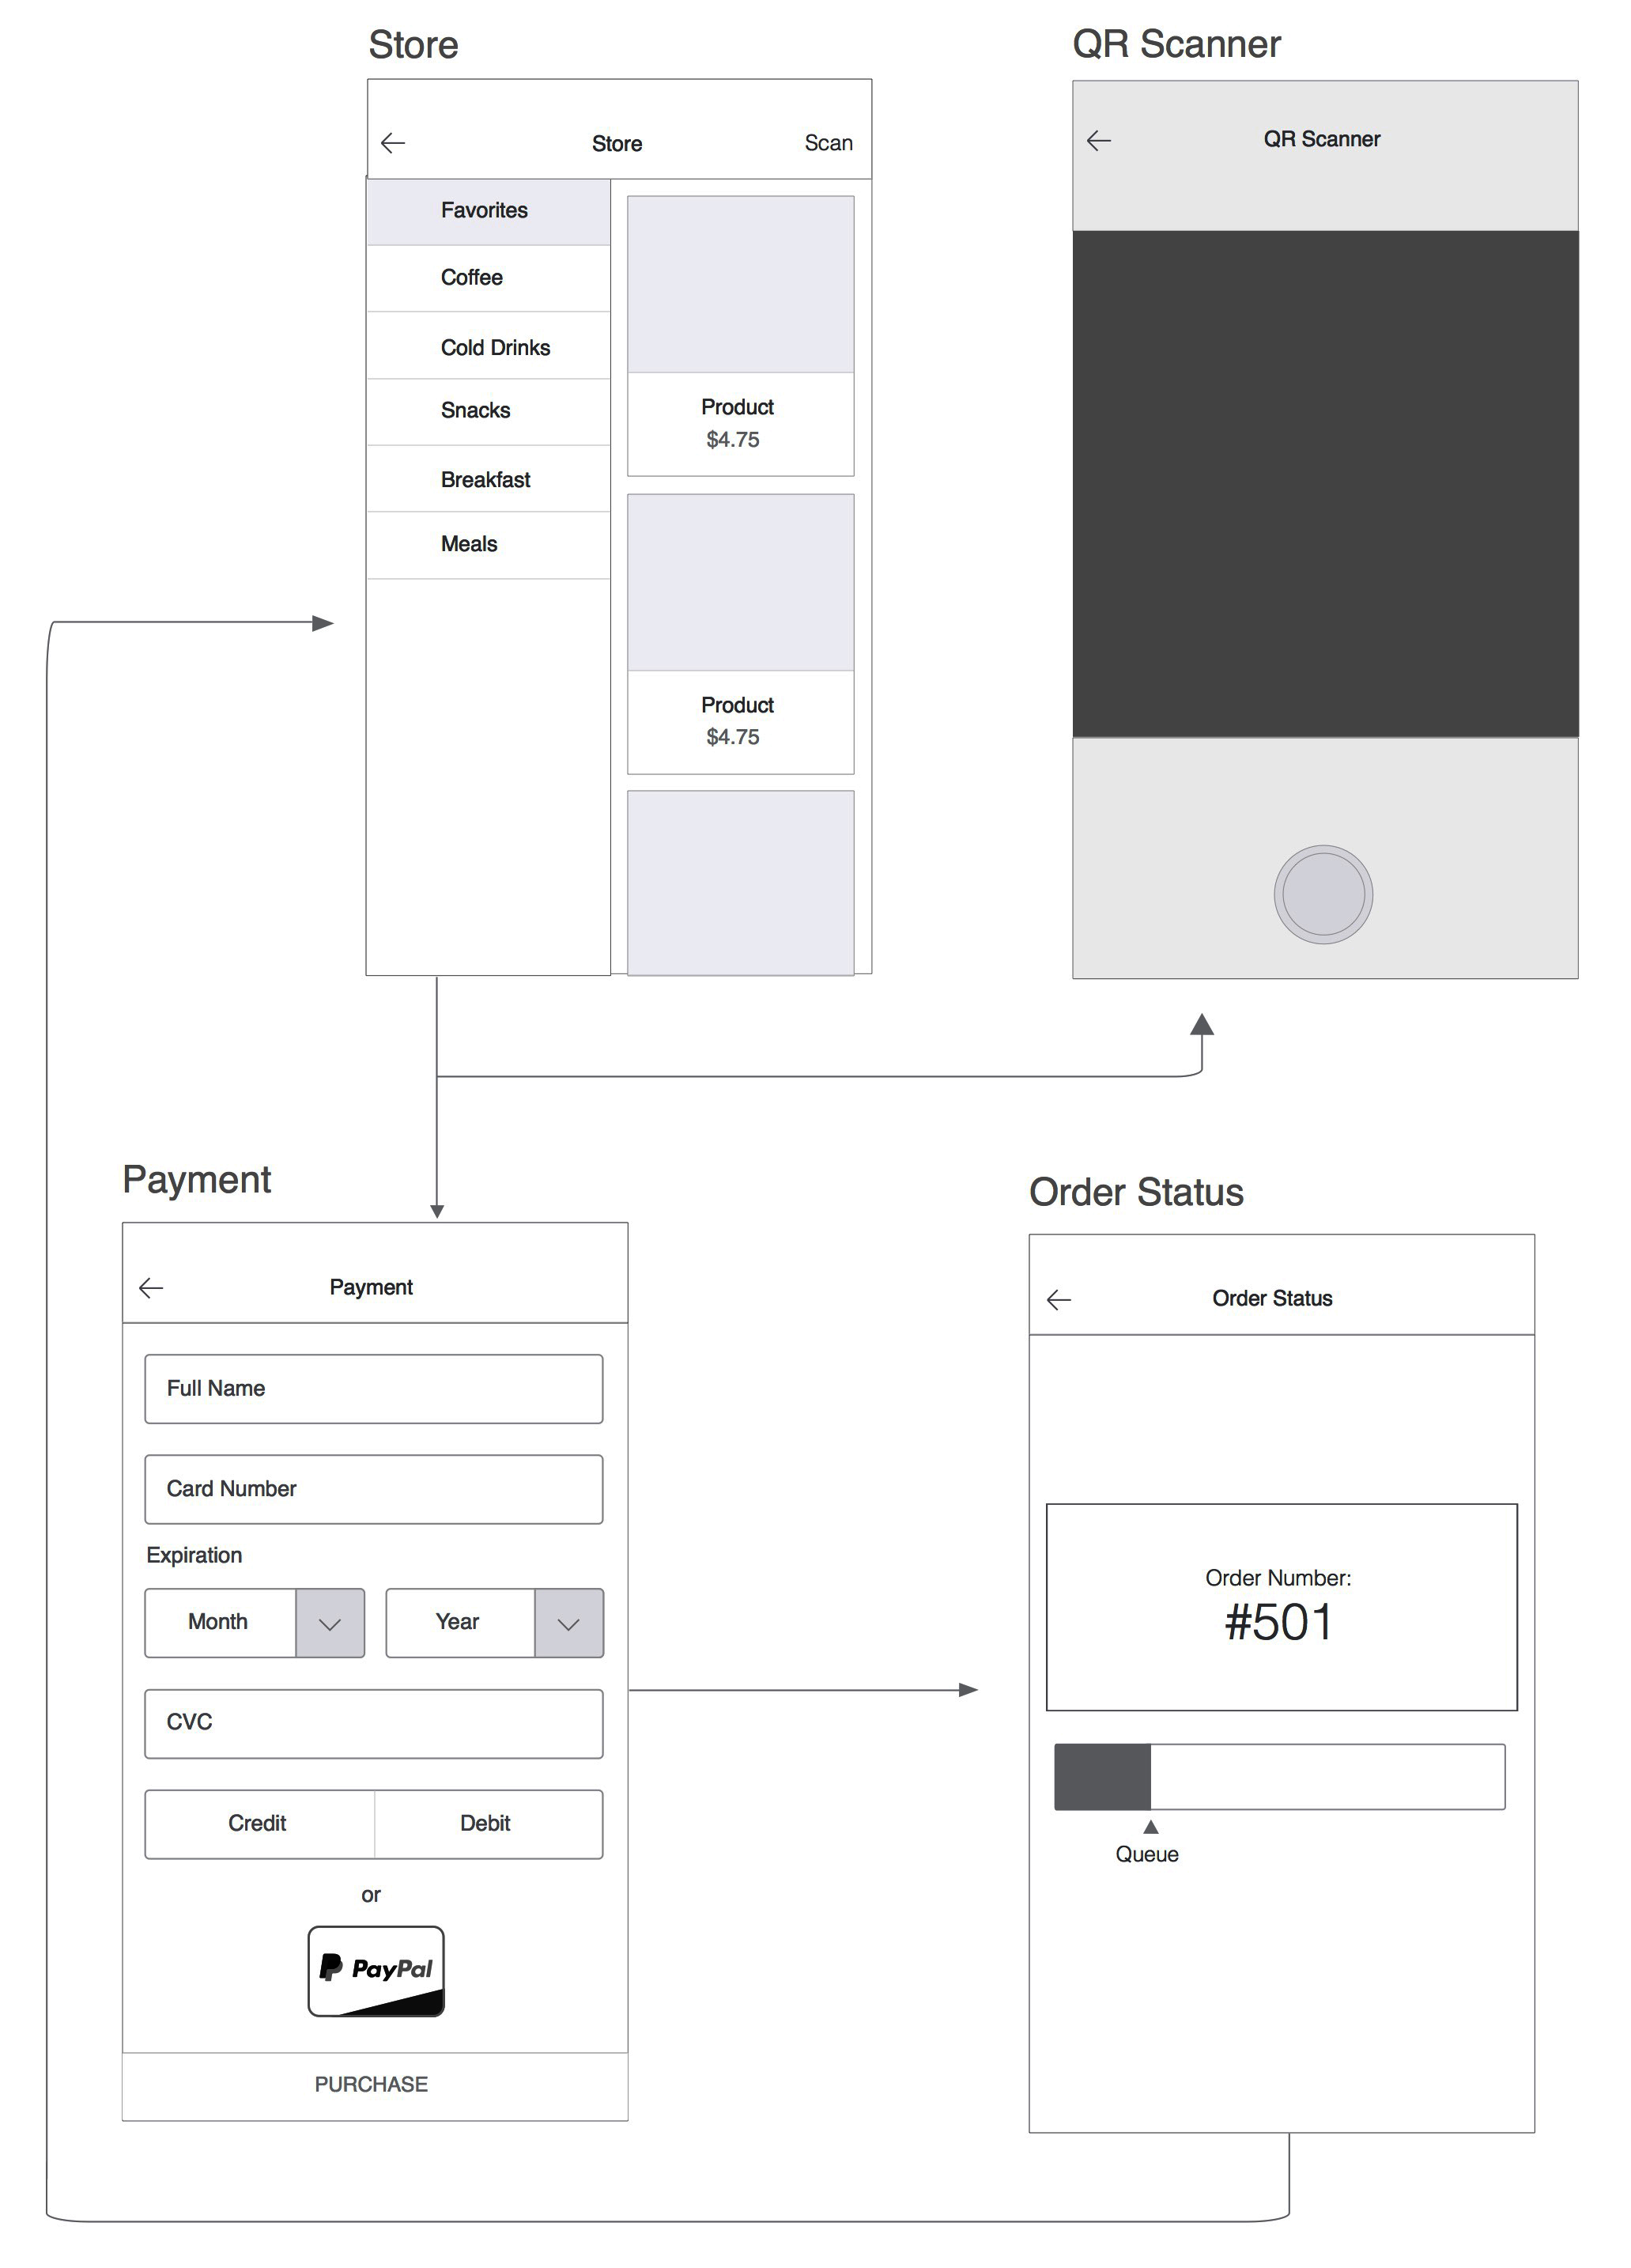 Store
Store
Scan
Favorites
Coffee
Cold Drinks
Snacks
Breakfast
Meals
Product
$4.75
Product
$4.75
QR Scanner
QR Scanner
Payment
Payment
Full Name
Card Number
Expiration
Month
Year
CVC
Credit
Debit
or
PayPal
PURCHASE
Order Status
Order Status
Order Number:
#501
Queue